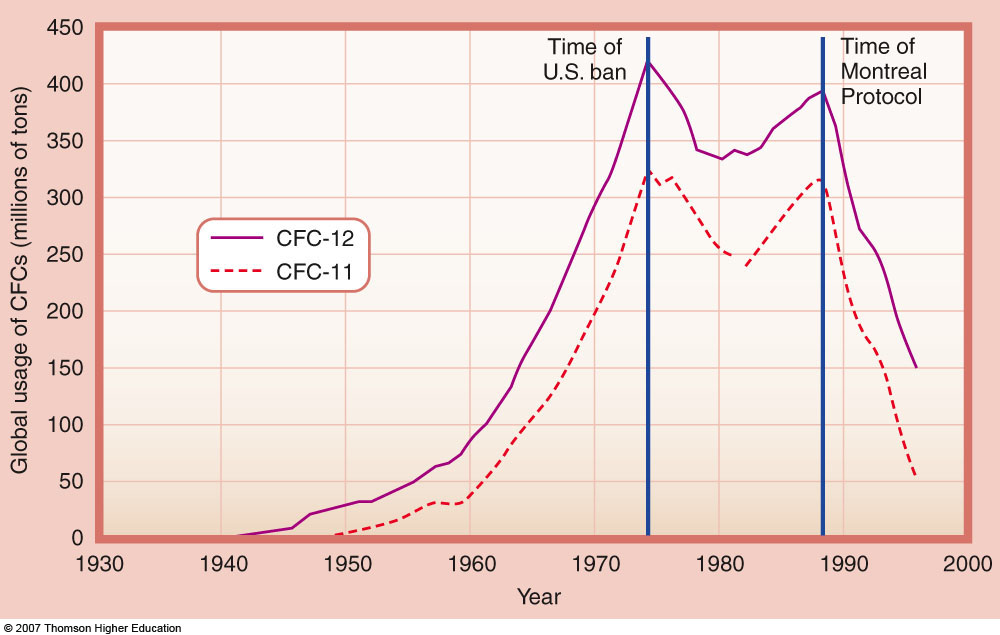 450
400
350
300
250
200
150
100
50
0
Global usage of CFCs (millions of tons)
Time of
U.S. ban
Time of
Montreal
Protocol
CFC-12
CFC-11
1930 1940 1950 1960 1970 1980 1990 2000
Year
© 2007 Thomson Higher Education